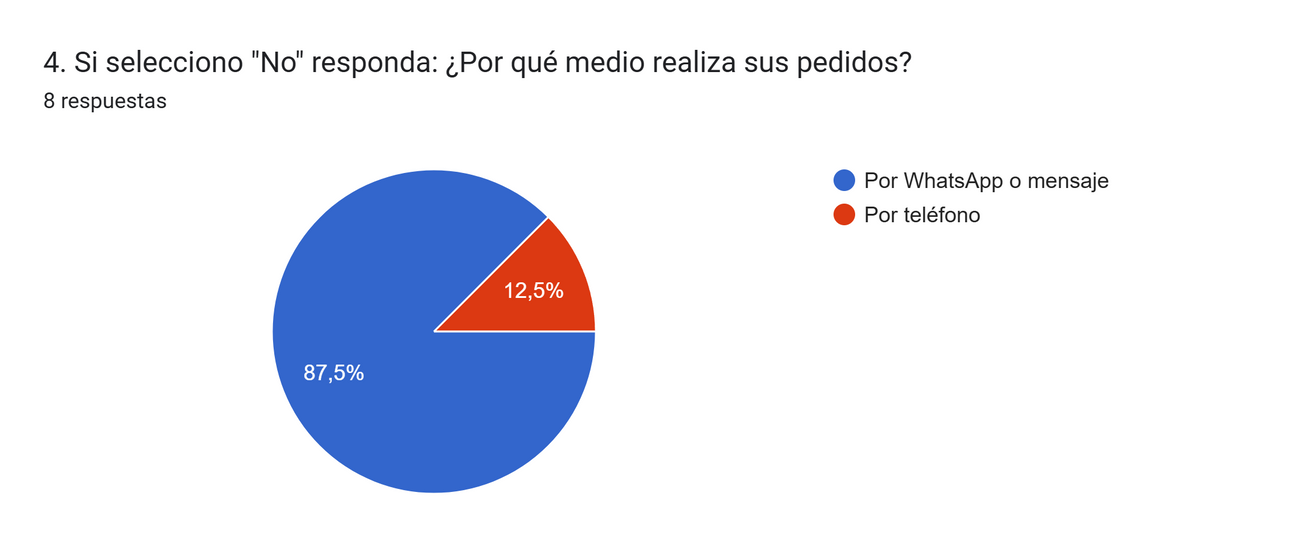 4. Si selecciono "No" responda: ¿Por qué medio realiza sus pedidos?
8 respuestas
Por WhatsApp o mensaje
Por teléfono
12,5%
87,5%